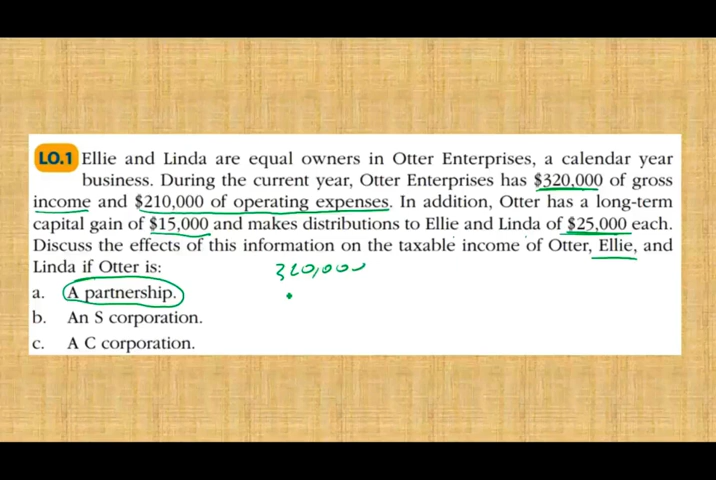 LO.1 Ellie and Linda are equal owners in Otter Enterprises, a calendar year
business. During the current year, Otter Enterprises has $320,000 of gross
income and $210,000 of operating expenses. In addition, Otter has a long-term
capital gain of $15,000 and makes distributions to Ellie and Linda of $25,000 each.
Discuss the effects of this information on the taxable income of Otter, Ellie, and
Linda if Otter is:
320,000
a. A partnership.
b. An S corporation.
c. A C corporation.